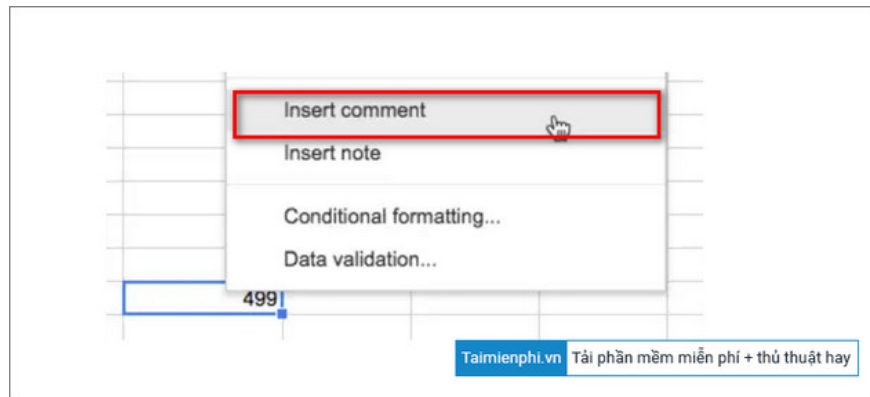 Insert comment
Insert note
Conditional formatting...
Data validation...
499
Taimienphi.vn Tải phần mềm miễn phí + thủ thuật hay